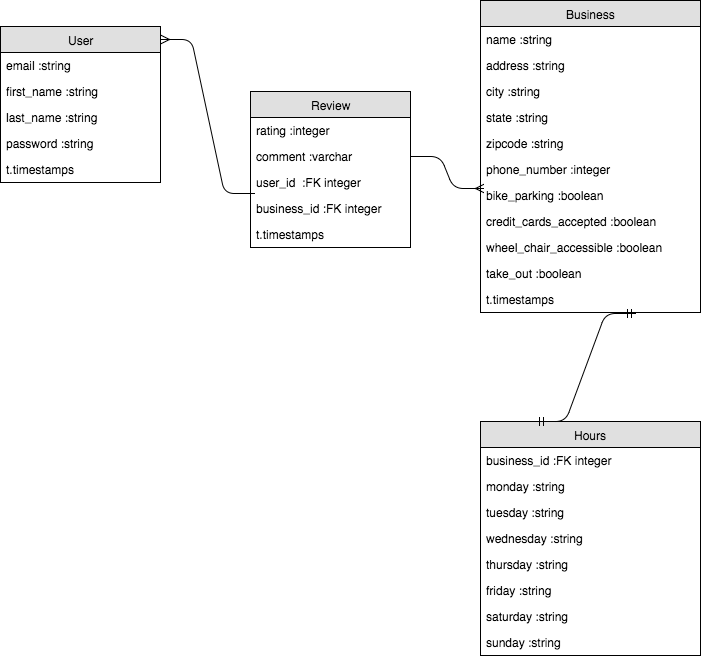 User
email :string
first_name :string
last_name :string
password :string
t.timestamps
Review
rating :integer
comment :varchar
user_id  :FK integer
business_id :FK integer
t.timestamps
Business
name :string
address :string
city :string
state :string
zipcode :string
phone_number :integer
bike_parking :boolean
credit_cards_accepted :boolean
wheel_chair_accessible :boolean
take_out :boolean
t.timestamps
Hours
business_id :FK integer
monday :string
tuesday :string
wednesday :string
thursday :string
friday :string
saturday :string
sunday :string